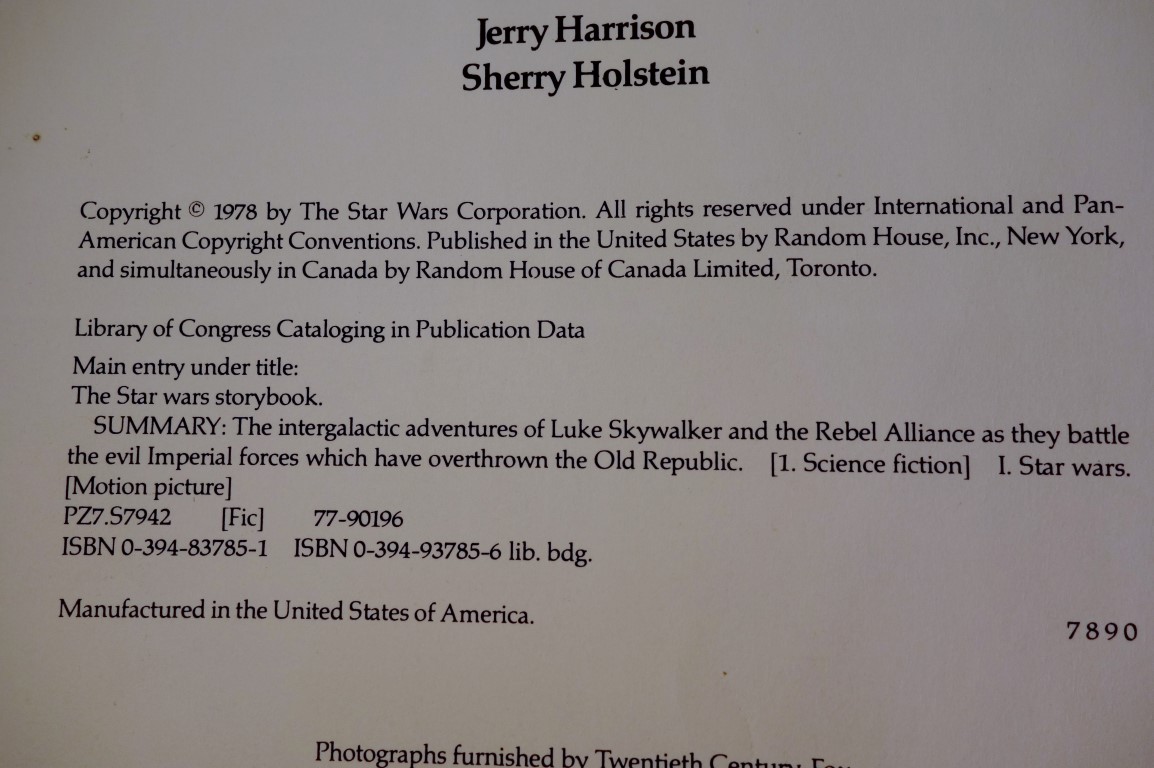 Jerry Harrison
Sherry Holstein
Copyright © 1978 by The Star Wars Corporation. All rights reserved under International and Pan-
American Copyright Conventions. Published in the United States by Random House, Inc., New York,
and simultaneously in Canada by Random House of Canada Limited, Toronto.
Library of Congress Cataloging in Publication Data
Main entry under title:
The Star wars storybook.
SUMMARY: The intergalactic adventures of Luke Skywalker and the Rebel Alliance as they battle
the evil Imperial forces which have overthrown the Old Republic. [1. Science fiction] I. Star wars.
[Motion picture]
PZ7.S7942 [Fic] 77-90196
ISBN 0-394-83785-1 ISBN 0-394-93785-6 lib. bdg.
Manufactured in the United States of America.
7 8 9 0
Photographs furnished by Twentieth Century